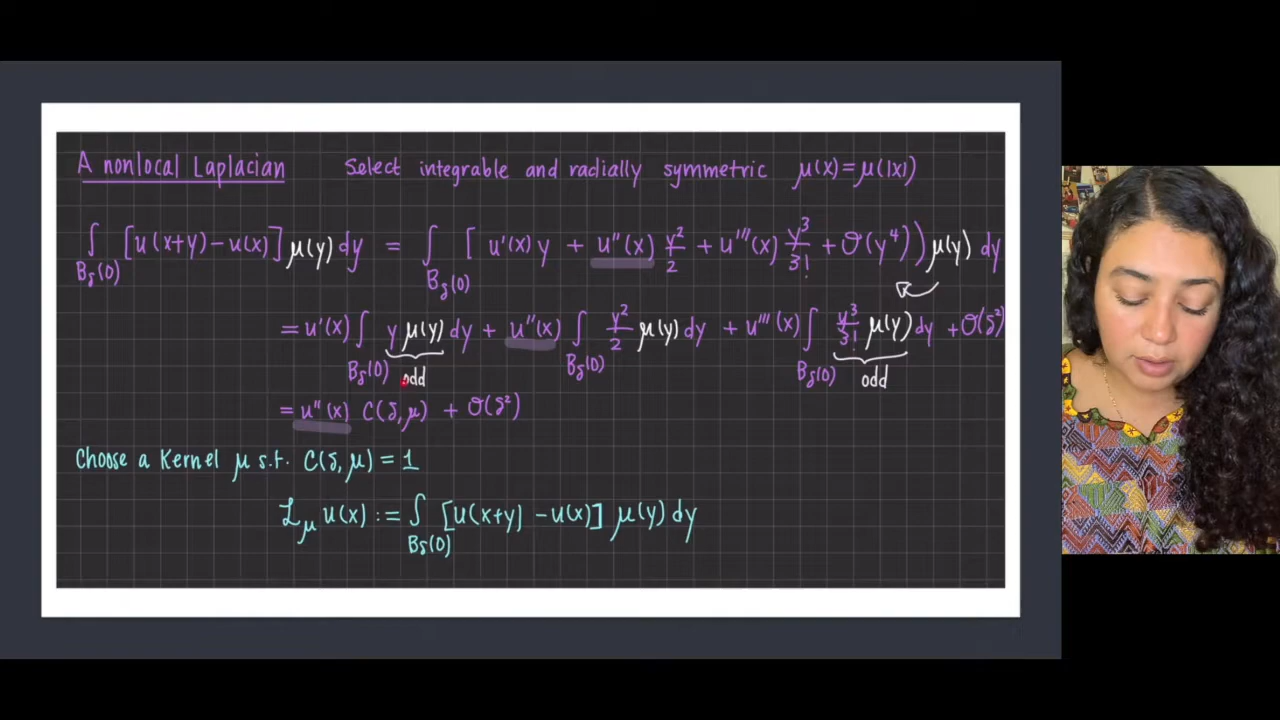 A nonlocal Laplacian Select integrable and radially symmetric μ(x)=μ(|x|)
∫_{B_δ(0)} [u(x+y)-u(x)] μ(y) dy = ∫_{B_δ(0)} [u'(x)y + u''(x) y²/2 + u'''(x) y³/3! + O(y⁴)) μ(y) dy
= u'(x) ∫_{B_δ(0)} y μ(y) dy + u''(x) ∫_{B_δ(0)} y²/2 μ(y) dy + u'''(x) ∫_{B_δ(0)} y³/3! μ(y) dy + O(δ²)
odd odd
= u''(x) C(δ,μ) + O(δ²)
Choose a Kernel μ s.t. C(δ,μ) = 1
ℒ_μ u(x) := ∫_{B_δ(0)} [u(x+y) - u(x)] μ(y) dy